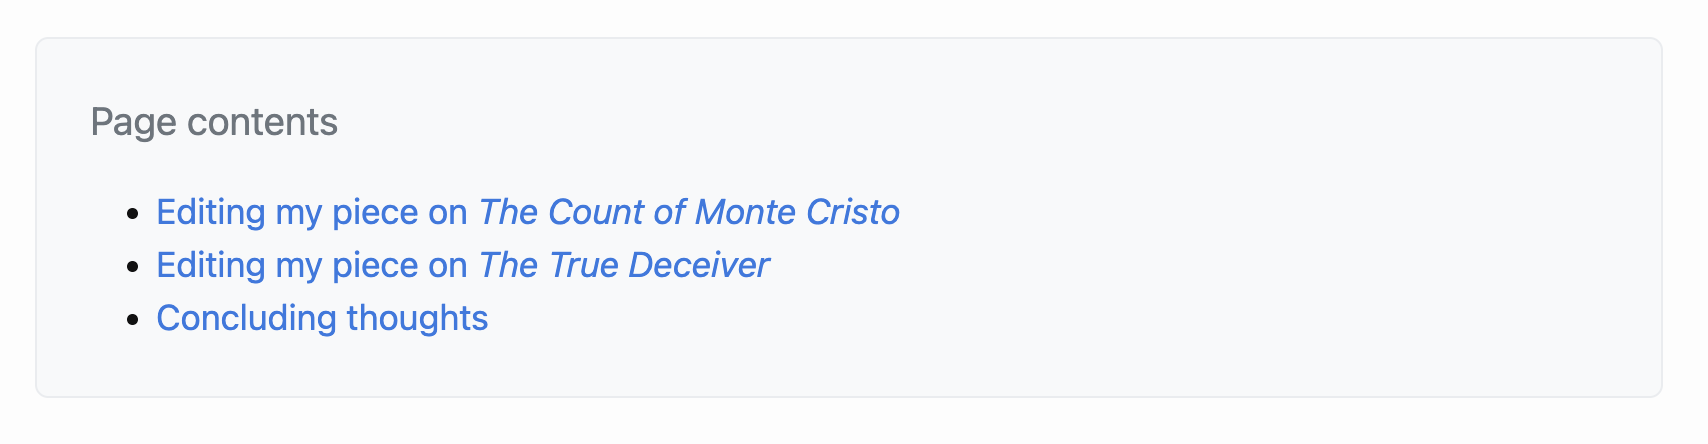 Page contents
Editing my piece on The Count of Monte Cristo
Editing my piece on The True Deceiver
Concluding thoughts